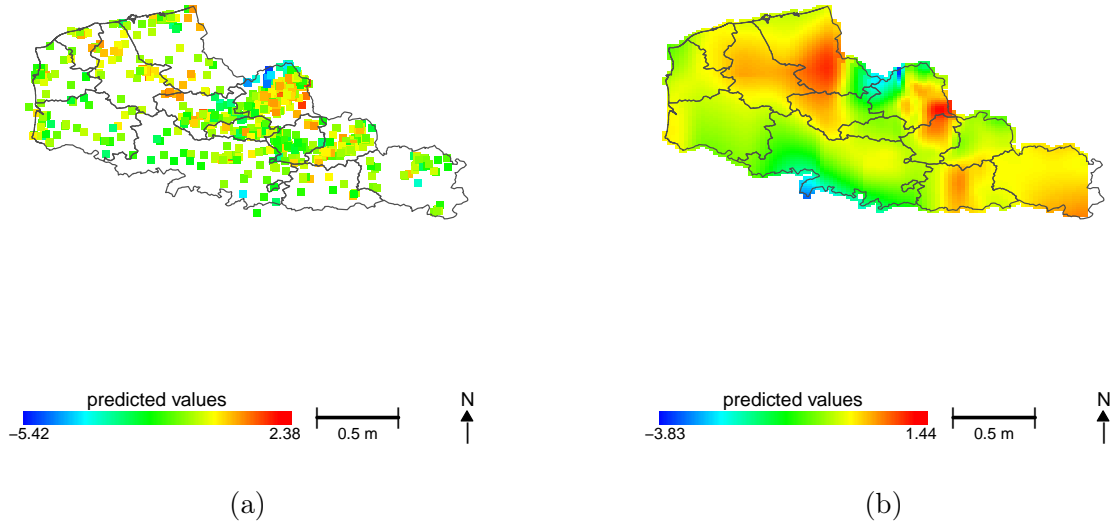 predicted values
−5.42
2.38
0.5 m
N
(a)
predicted values
−3.83
1.44
0.5 m
N
(b)